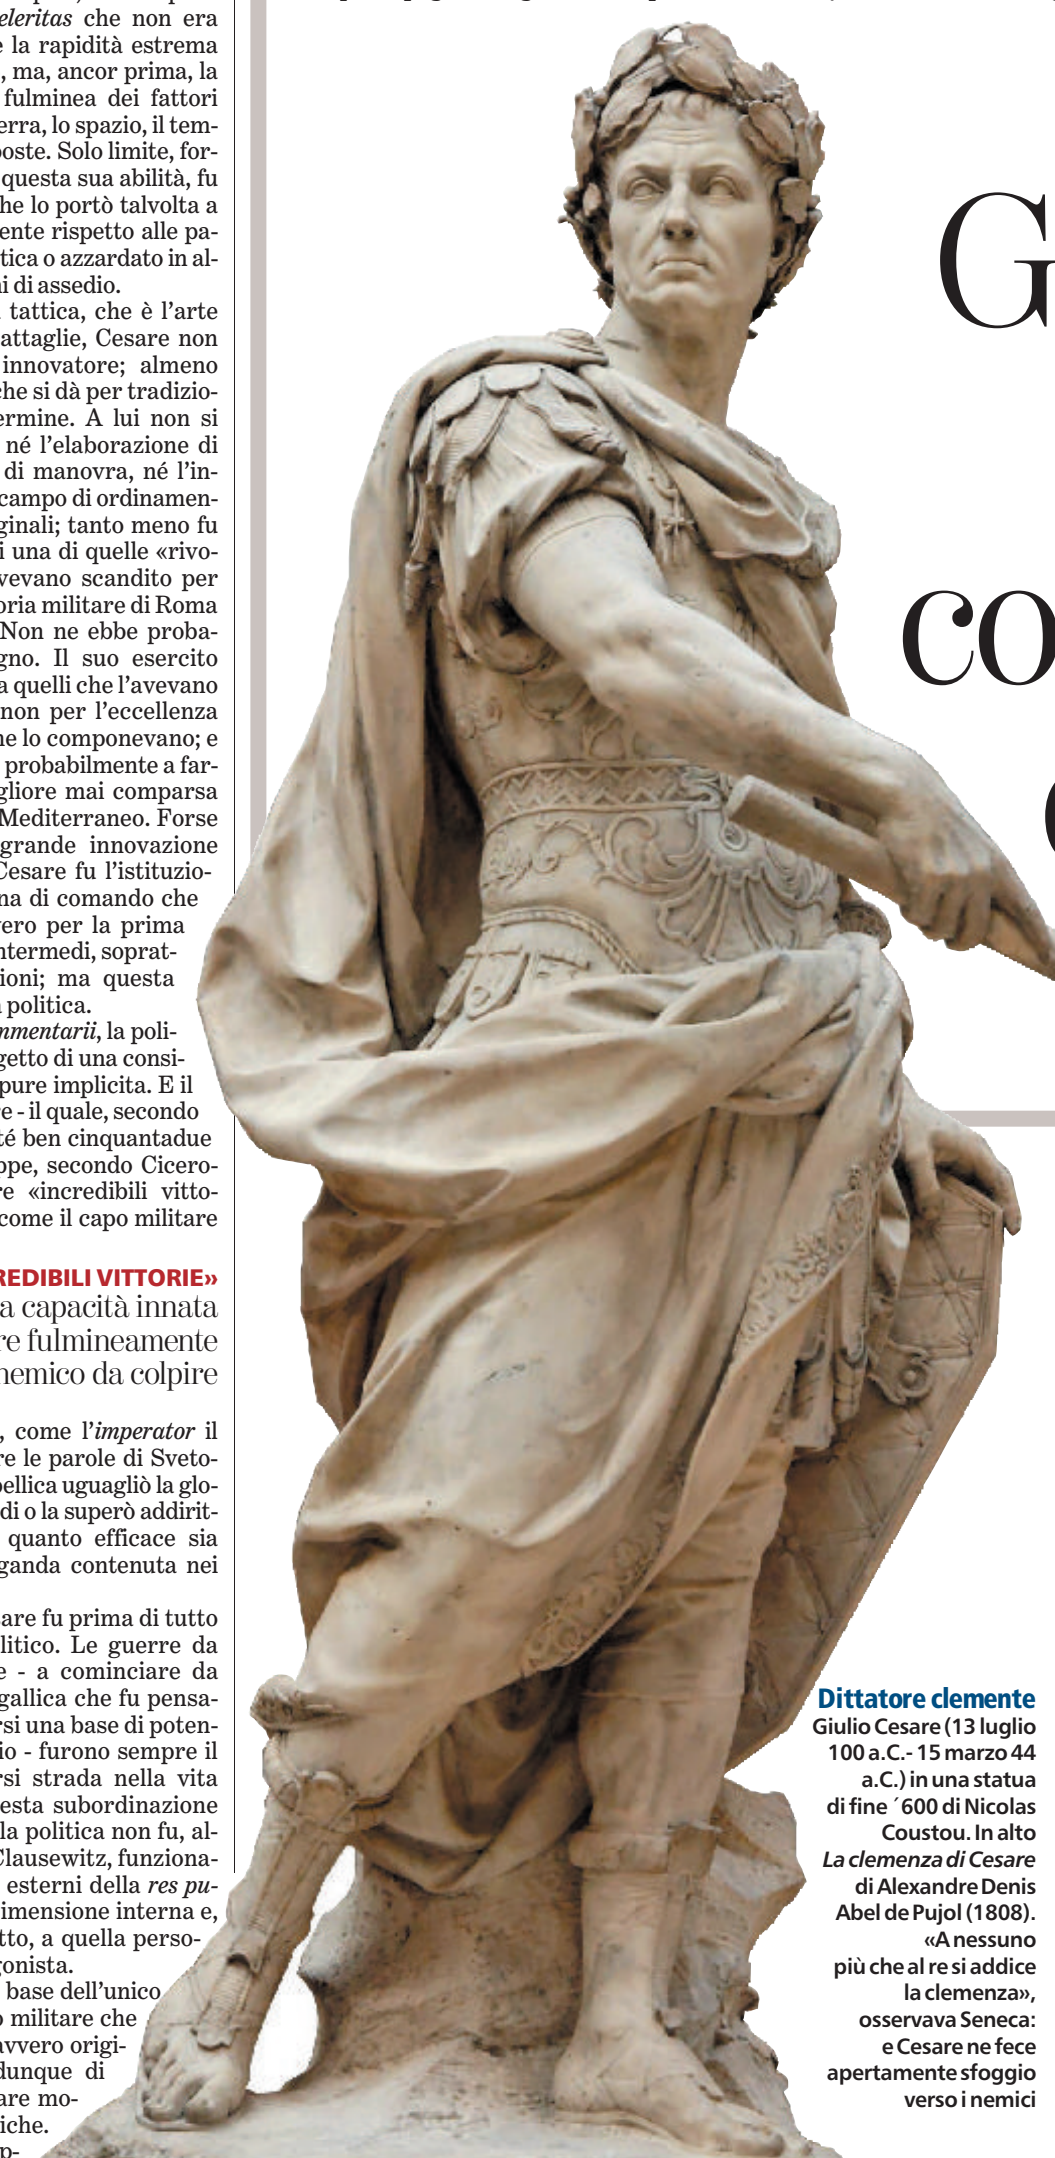 eleritas che non era
e la rapidità estrema
, ma, ancor prima, la
fulminea dei fattori
erra, lo spazio, il tem-
poste. Solo limite, for-
questa sua abilità, fu
he lo portò talvolta a
ente rispetto alle pa-
tica o azzardato in al-
ni di assedio.
tattica, che è l'arte
attaglie, Cesare non
innovatore; almeno
che si dà per tradizio-
ermine. A lui non si
né l'elaborazione di
di manovra, né l'in-
campo di ordinamen-
ginali; tanto meno fu
i una di quelle «rivo-
vevano scandito per
oria militare di Roma
Non ne ebbe proba-
gno. Il suo esercito
a quelli che l'avevano
non per l'eccellenza
he lo componevano; e
probabilmente a far-
gliore mai comparsa
Mediterraneo. Forse
grande innovazione
Cesare fu l'istituzio-
na di comando che
vero per la prima
ntermedi, soprat-
ioni; ma questa
a politica.
mmentarii, la poli-
getto di una consi-
pure implicita. E il
re - il quale, secondo
té ben cinquantadue
ppe, secondo Cicero-
re «incredibili vitto-
come il capo militare
REDIBILI VITTORIE»
a capacità innata
re fulmineamente
nemico da colpire
, come l'imperator il
re le parole di Sveto-
bellica uguagliò la glo-
di o la superò addirit-
quanto efficace sia
ganda contenuta nei
are fu prima di tutto
litico. Le guerre da
e - a cominciare da
gallica che fu pensa-
rsi una base di poten-
io - furono sempre il
rsi strada nella vita
esta subordinazione
la politica non fu, al-
Clausewitz, funziona-
esterni della res pu-
imensione interna e,
tto, a quella perso-
gonista.
base dell'unico
o militare che
avvero origi-
dunque di
are mo-
iche.
p-
G
co
Dittatore clemente
Giulio Cesare (13 luglio
100 a.C.- 15 marzo 44
a.C.) in una statua
di fine ´600 di Nicolas
Coustou. In alto
La clemenza di Cesare
di Alexandre Denis
Abel de Pujol (1808).
«A nessuno
più che al re si addice
la clemenza»,
osservava Seneca:
e Cesare ne fece
apertamente sfoggio
verso i nemici